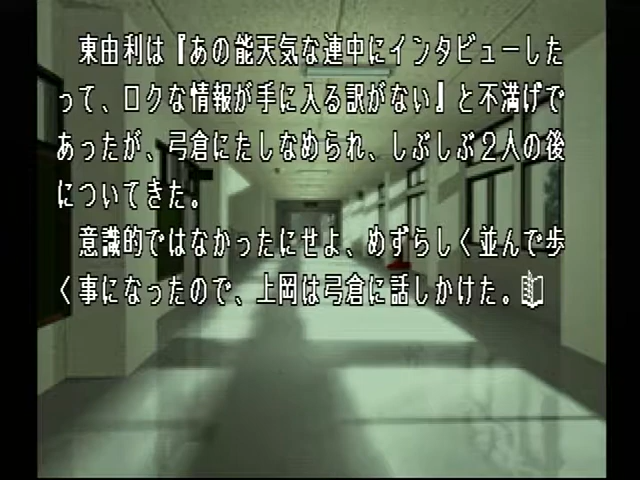 東由利は『あの能天気な連中にインタビューした
って、ロクな情報が手に入る訳がない』と不満げで
あったが、弓倉にたしなめられ、しぶしぶ２人の後
についてきた。
　意識的ではなかったにせよ、めずらしく並んで歩
く事になったので、上岡は弓倉に話しかけた。